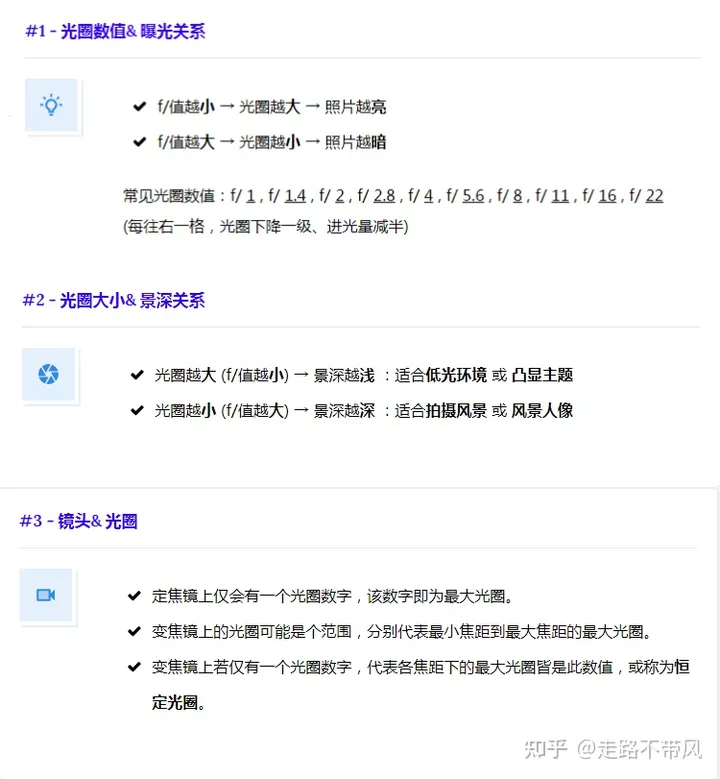 #1 - 光圈数值& 曝光关系
f/值越小 → 光圈越大 → 照片越亮
f/值越大 → 光圈越小 → 照片越暗
常见光圈数值：f/ 1 , f/ 1.4 , f/ 2 , f/ 2.8 , f/ 4 , f/ 5.6 , f/ 8 , f/ 11 , f/ 16 , f/ 22
(每往右一格，光圈下降一级、进光量减半)
#2 - 光圈大小& 景深关系
光圈越大 (f/值越小) → 景深越浅 ：适合低光环境 或 凸显主题
光圈越小 (f/值越大) → 景深越深 ：适合拍摄风景 或 风景人像
#3 - 镜头& 光圈
定焦镜上仅会有一个光圈数字，该数字即为最大光圈。
变焦镜上的光圈可能是个范围，分别代表最小焦距到最大焦距的最大光圈。
变焦镜上若仅有一个光圈数字，代表各焦距下的最大光圈皆是此数值，或称为恒
定光圈。
知乎 @走路不带风